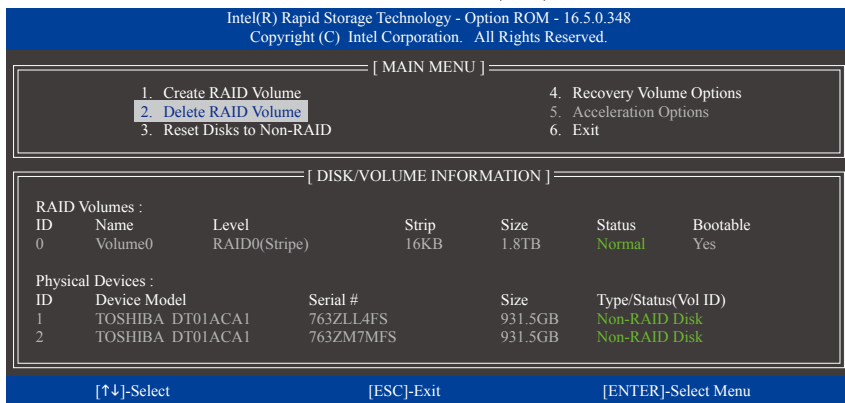 Intel(R) Rapid Storage Technology - Option ROM - 16.5.0.348
Copyright (C) Intel Corporation. All Rights Reserved.
[ MAIN MENU ]
1. Create RAID Volume 4. Recovery Volume Options
2. Delete RAID Volume 5. Acceleration Options
3. Reset Disks to Non-RAID 6. Exit
[ DISK/VOLUME INFORMATION ]
RAID Volumes :
ID Name Level Strip Size Status Bootable
0 Volume0 RAID0(Stripe) 16KB 1.8TB Normal Yes
Physical Devices :
ID Device Model Serial # Size Type/Status(Vol ID)
1 TOSHIBA DT01ACA1 763ZLL4FS 931.5GB Non-RAID Disk
2 TOSHIBA DT01ACA1 763ZM7MFS 931.5GB Non-RAID Disk
[↑↓]-Select [ESC]-Exit [ENTER]-Select Menu